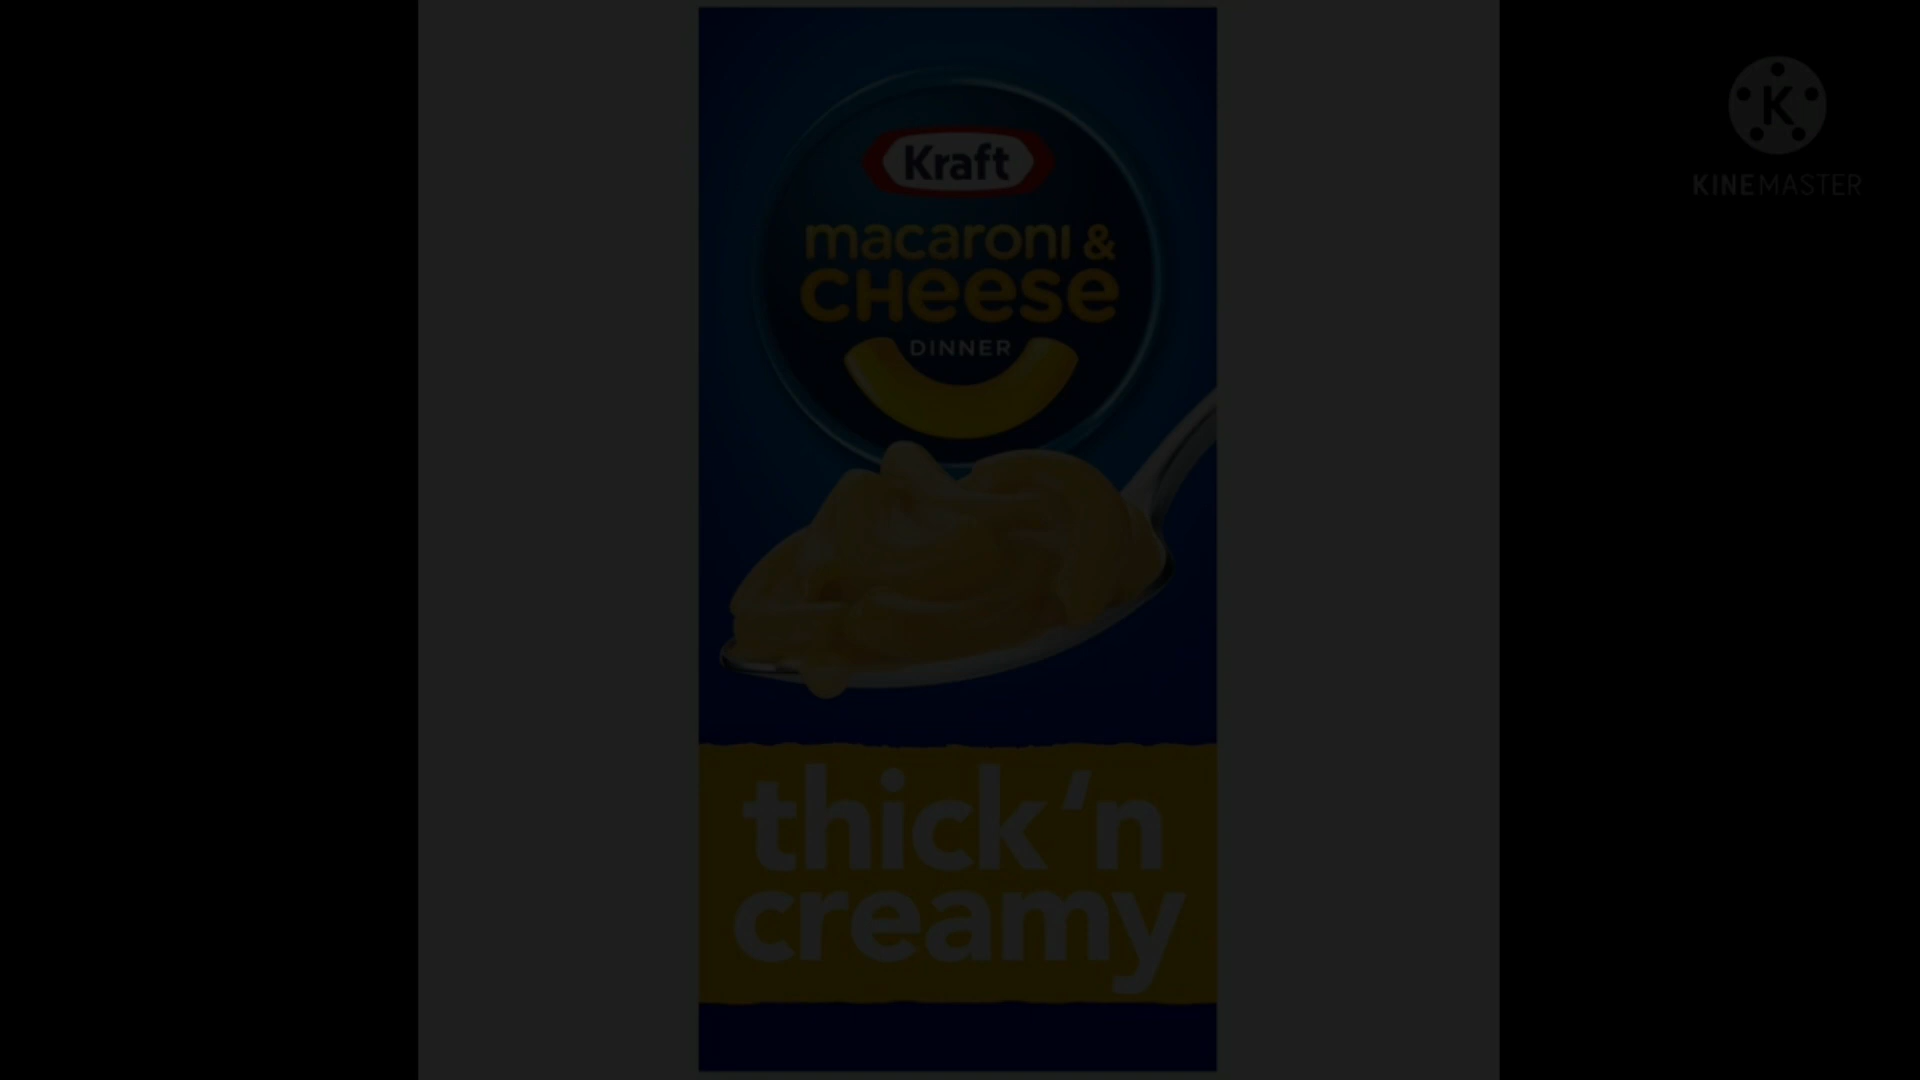 Kraft
macaroni &
CHeese
DINNER
thick 'n
creamy
K
KINEMASTER